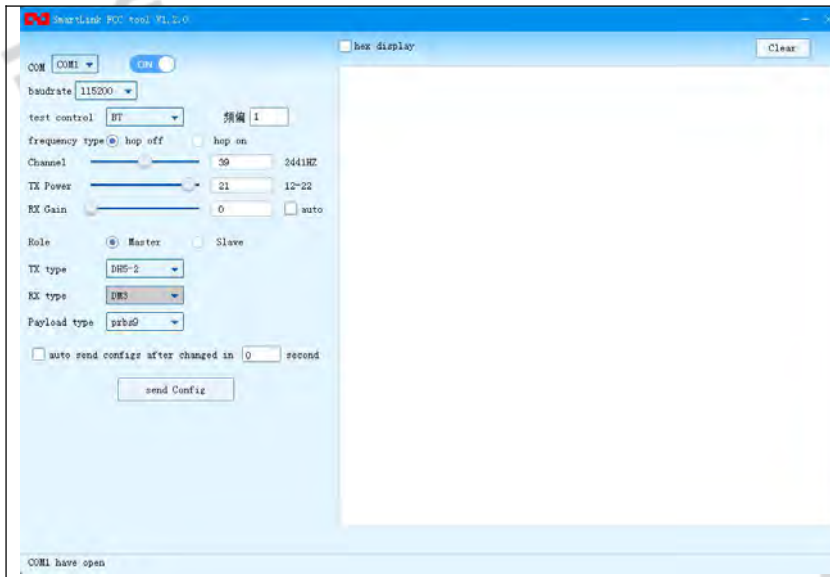 SmartLink FCC tool V1.2.0
hex display
Clear
COM COM1 ON
baudrate 115200
test control BT 頻偏 1
frequency type hop off hop on
Channel 39 2441HZ
TX Power 21 12-22
RX Gain 0 auto
Role Master Slave
TX type DH5-2
RX type DM3
Payload type prbs9
auto send configs after changed in 0 second
send Config
COM1 have open